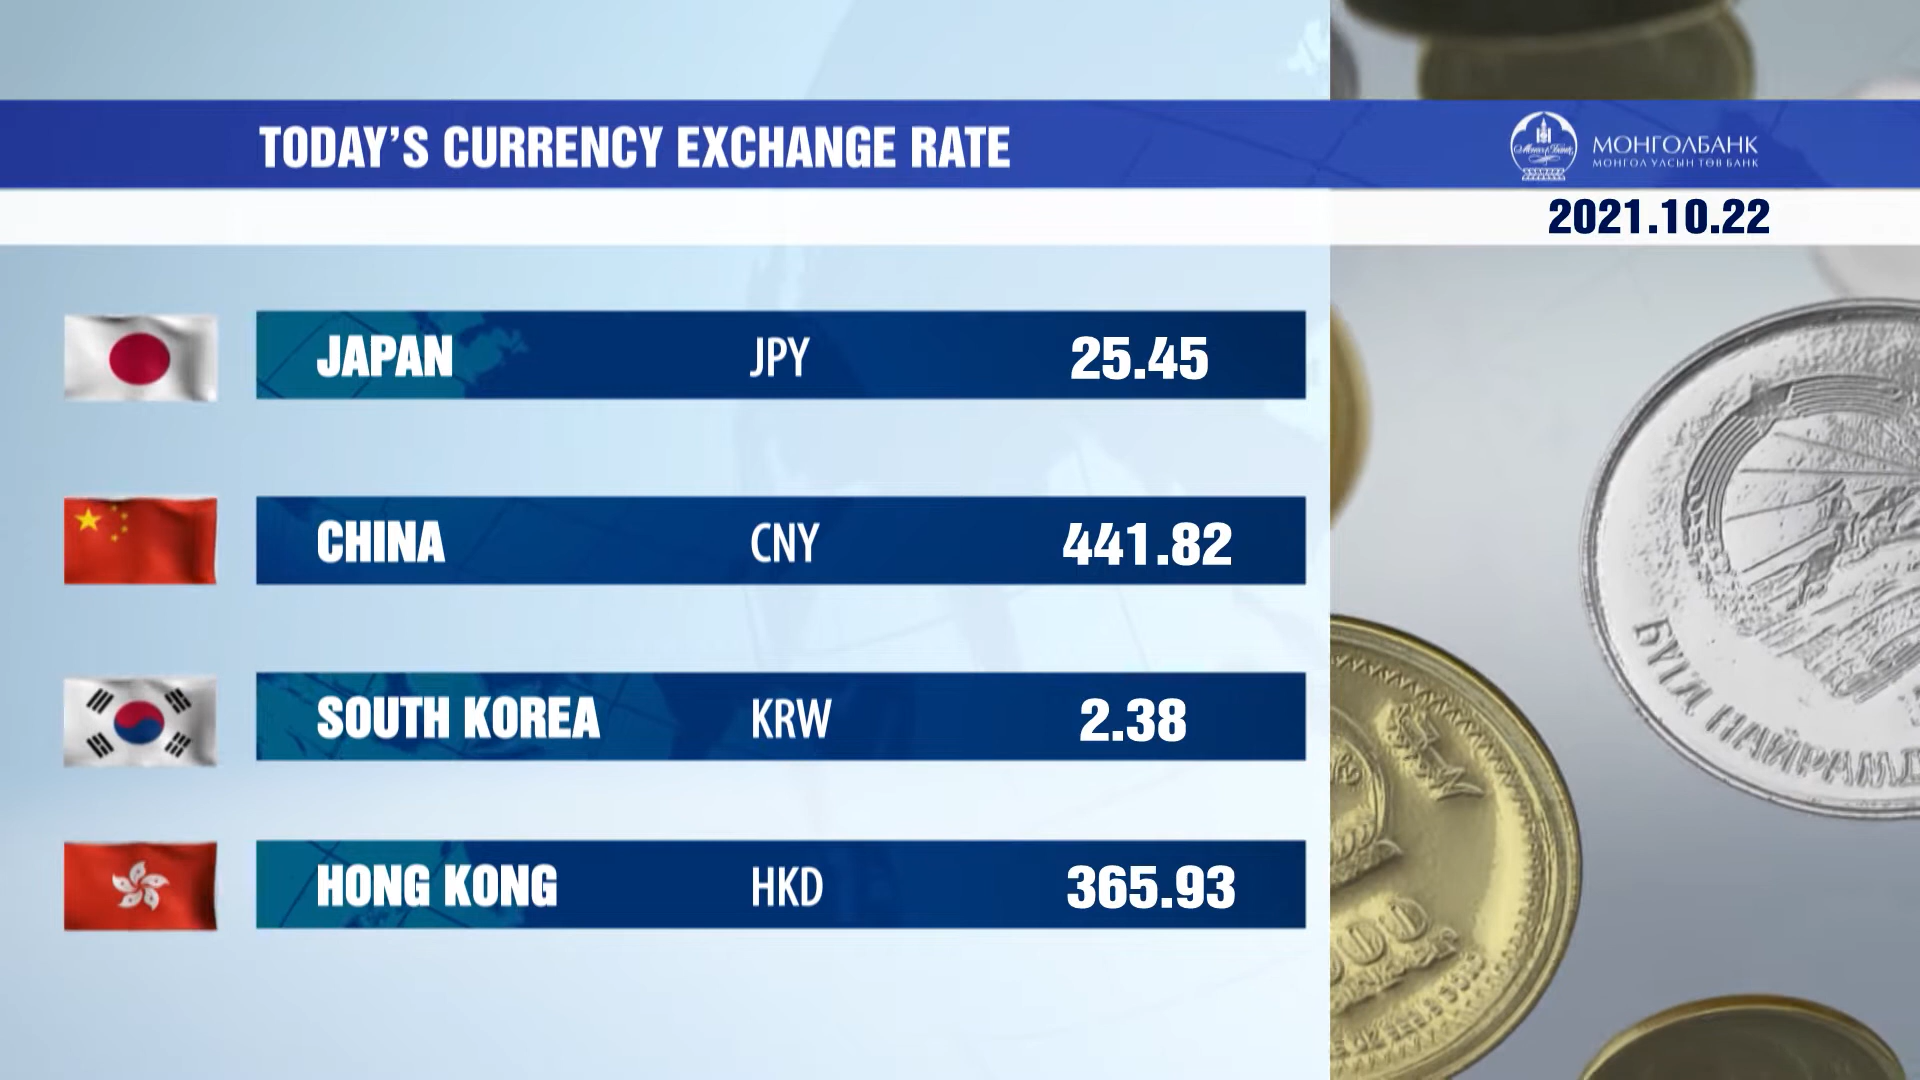 TODAY'S CURRENCY EXCHANGE RATE
МОНГОЛБАНК
МОНГОЛ УЛСЫН ТӨВ БАНК
2021.10.22
JAPAN JPY 25.45
CHINA CNY 441.82
SOUTH KOREA KRW 2.38
HONG KONG HKD 365.93